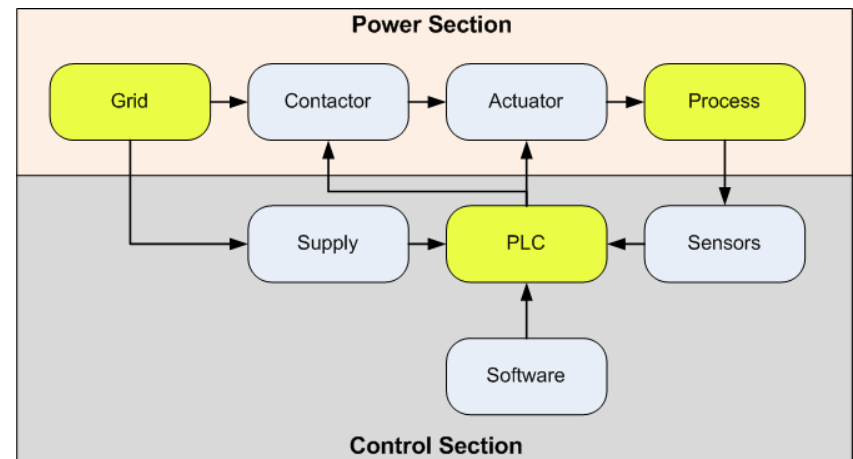 Power Section
Grid
Contactor
Actuator
Process
Supply
PLC
Sensors
Software
Control Section